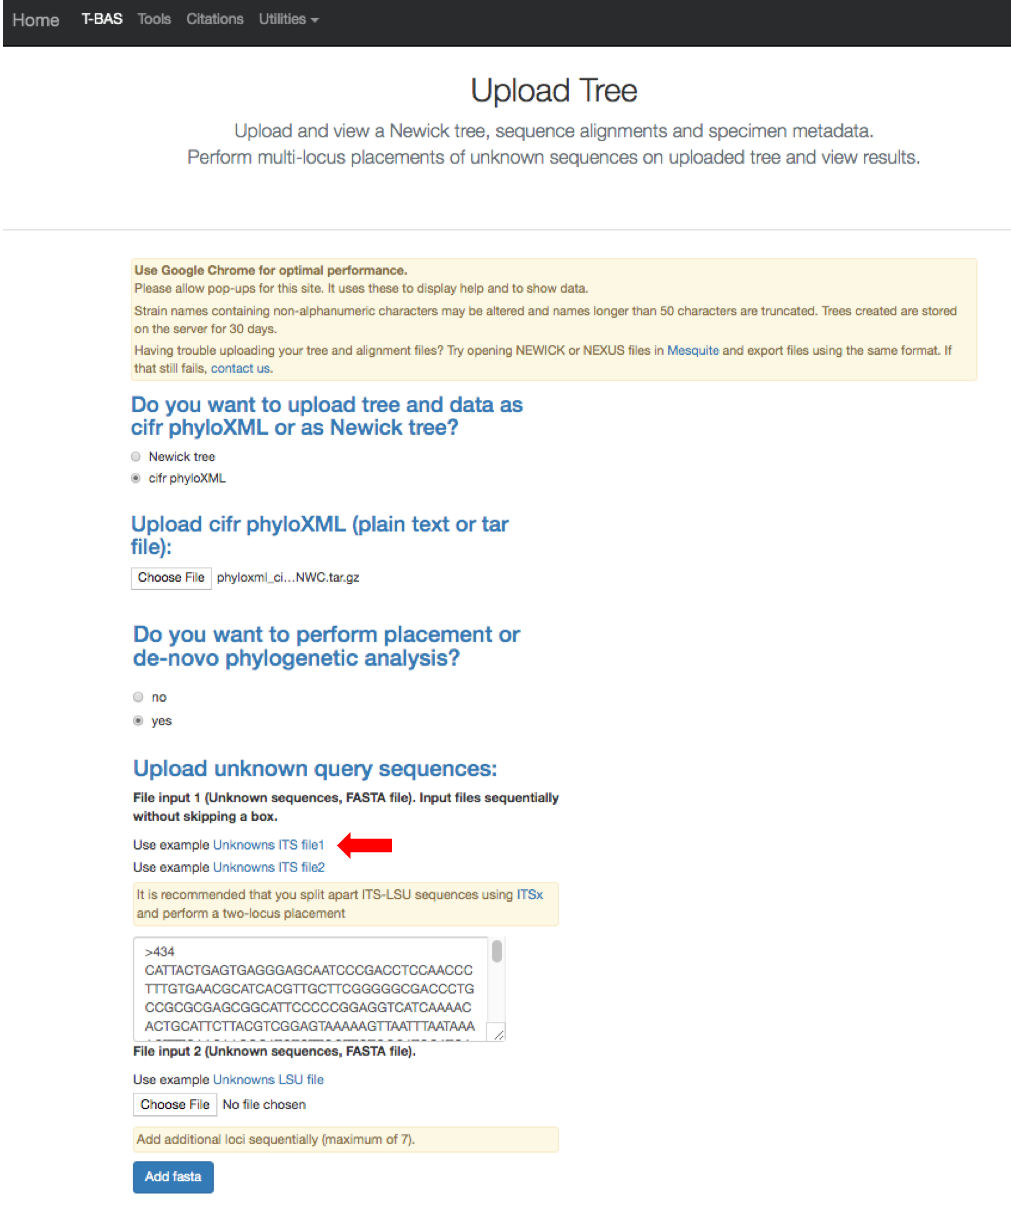 Home T-BAS Tools Citations Utilities
Upload Tree
Upload and view a Newick tree, sequence alignments and specimen metadata.
Perform multi-locus placements of unknown sequences on uploaded tree and view results.
Use Google Chrome for optimal performance.
Please allow pop-ups for this site. It uses these to display help and to show data.
Strain names containing non-alphanumeric characters may be altered and names longer than 50 characters are truncated. Trees created are stored
on the server for 30 days.
Having trouble uploading your tree and alignment files? Try opening NEWICK or NEXUS files in Mesquite and export files using the same format. If
that still fails, contact us.
Do you want to upload tree and data as
cifr phyloXML or as Newick tree?
Newick tree
cifr phyloXML
Upload cifr phyloXML (plain text or tar
file):
Choose File phyloxml_ci...NWC.tar.gz
Do you want to perform placement or
de-novo phylogenetic analysis?
no
yes
Upload unknown query sequences:
File input 1 (Unknown sequences, FASTA file). Input files sequentially
without skipping a box.
Use example Unknowns ITS file1
Use example Unknowns ITS file2
It is recommended that you split apart ITS-LSU sequences using ITSx
and perform a two-locus placement
>434
CATTACTGAGTGAGGGAGCAATCCCGACCTCCAACCC
TTTGTGAACGCATCACGTTGCTTCGGGGGCGACCCTG
CCGCGCGAGCGGCATTCCCCCGGAGGTCATCAAAAC
ACTGCATTCTTACGTCGGAGTAAAAAGTTAATTTAATAAA
File input 2 (Unknown sequences, FASTA file).
Use example Unknowns LSU file
Choose File No file chosen
Add additional loci sequentially (maximum of 7).
Add fasta